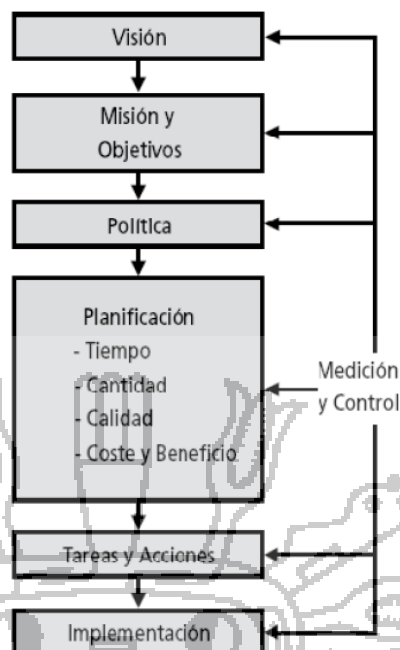 Visión
Misión y
Objetivos
Política
Planificación
- Tiempo
- Cantidad
- Calidad
- Coste y Beneficio
Medición
y Control
Tareas y Acciones
Implementación